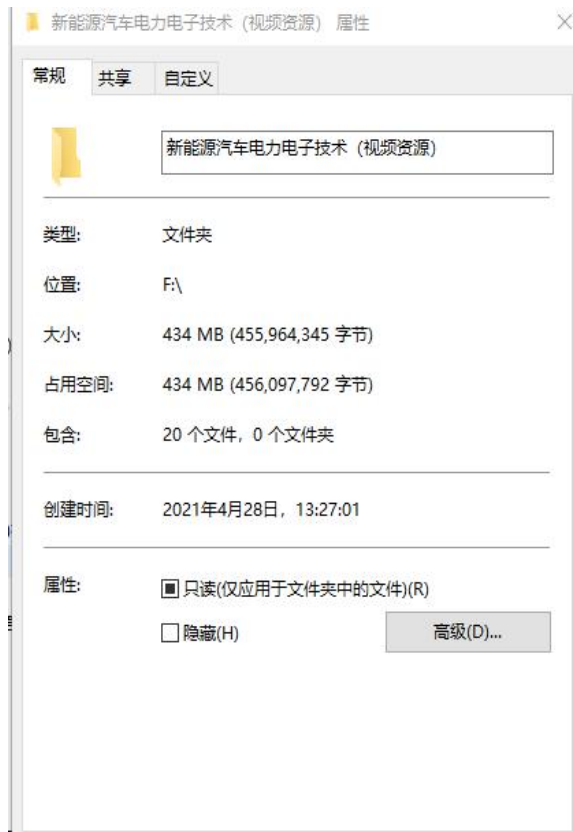 新能源汽车电力电子技术（视频资源） 属性
常规 共享 自定义
新能源汽车电力电子技术（视频资源）
类型: 文件夹
位置: F:\
大小: 434 MB (455,964,345 字节)
占用空间: 434 MB (456,097,792 字节)
包含: 20 个文件，0 个文件夹
创建时间: 2021年4月28日，13:27:01
属性: 只读(仅应用于文件夹中的文件)(R)
隐藏(H) 高级(D)...